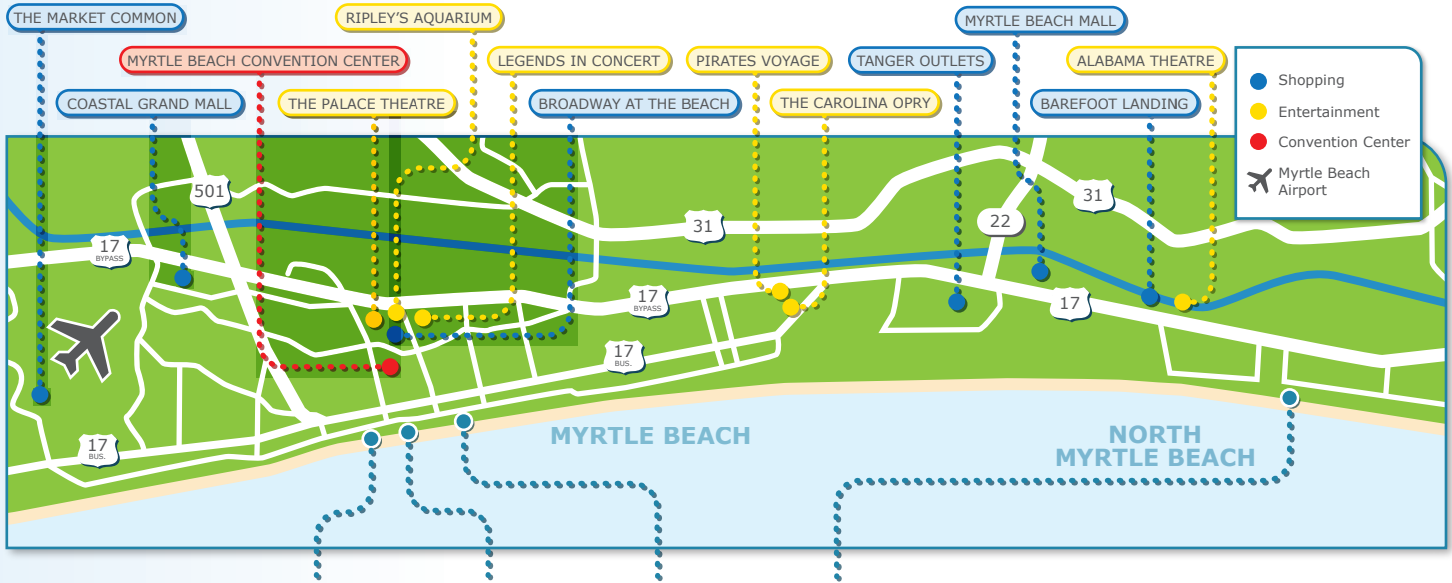 THE MARKET COMMON
RIPLEY'S AQUARIUM
MYRTLE BEACH MALL
MYRTLE BEACH CONVENTION CENTER
LEGENDS IN CONCERT
PIRATES VOYAGE
TANGER OUTLETS
ALABAMA THEATRE
COASTAL GRAND MALL
THE PALACE THEATRE
BROADWAY AT THE BEACH
THE CAROLINA OPRY
BAREFOOT LANDING
Shopping
Entertainment
Convention Center
Myrtle Beach
Airport
501
31
31
22
17
BYPASS
17
BYPASS
17
17
BUS.
17
BUS.
MYRTLE BEACH
NORTH
MYRTLE BEACH